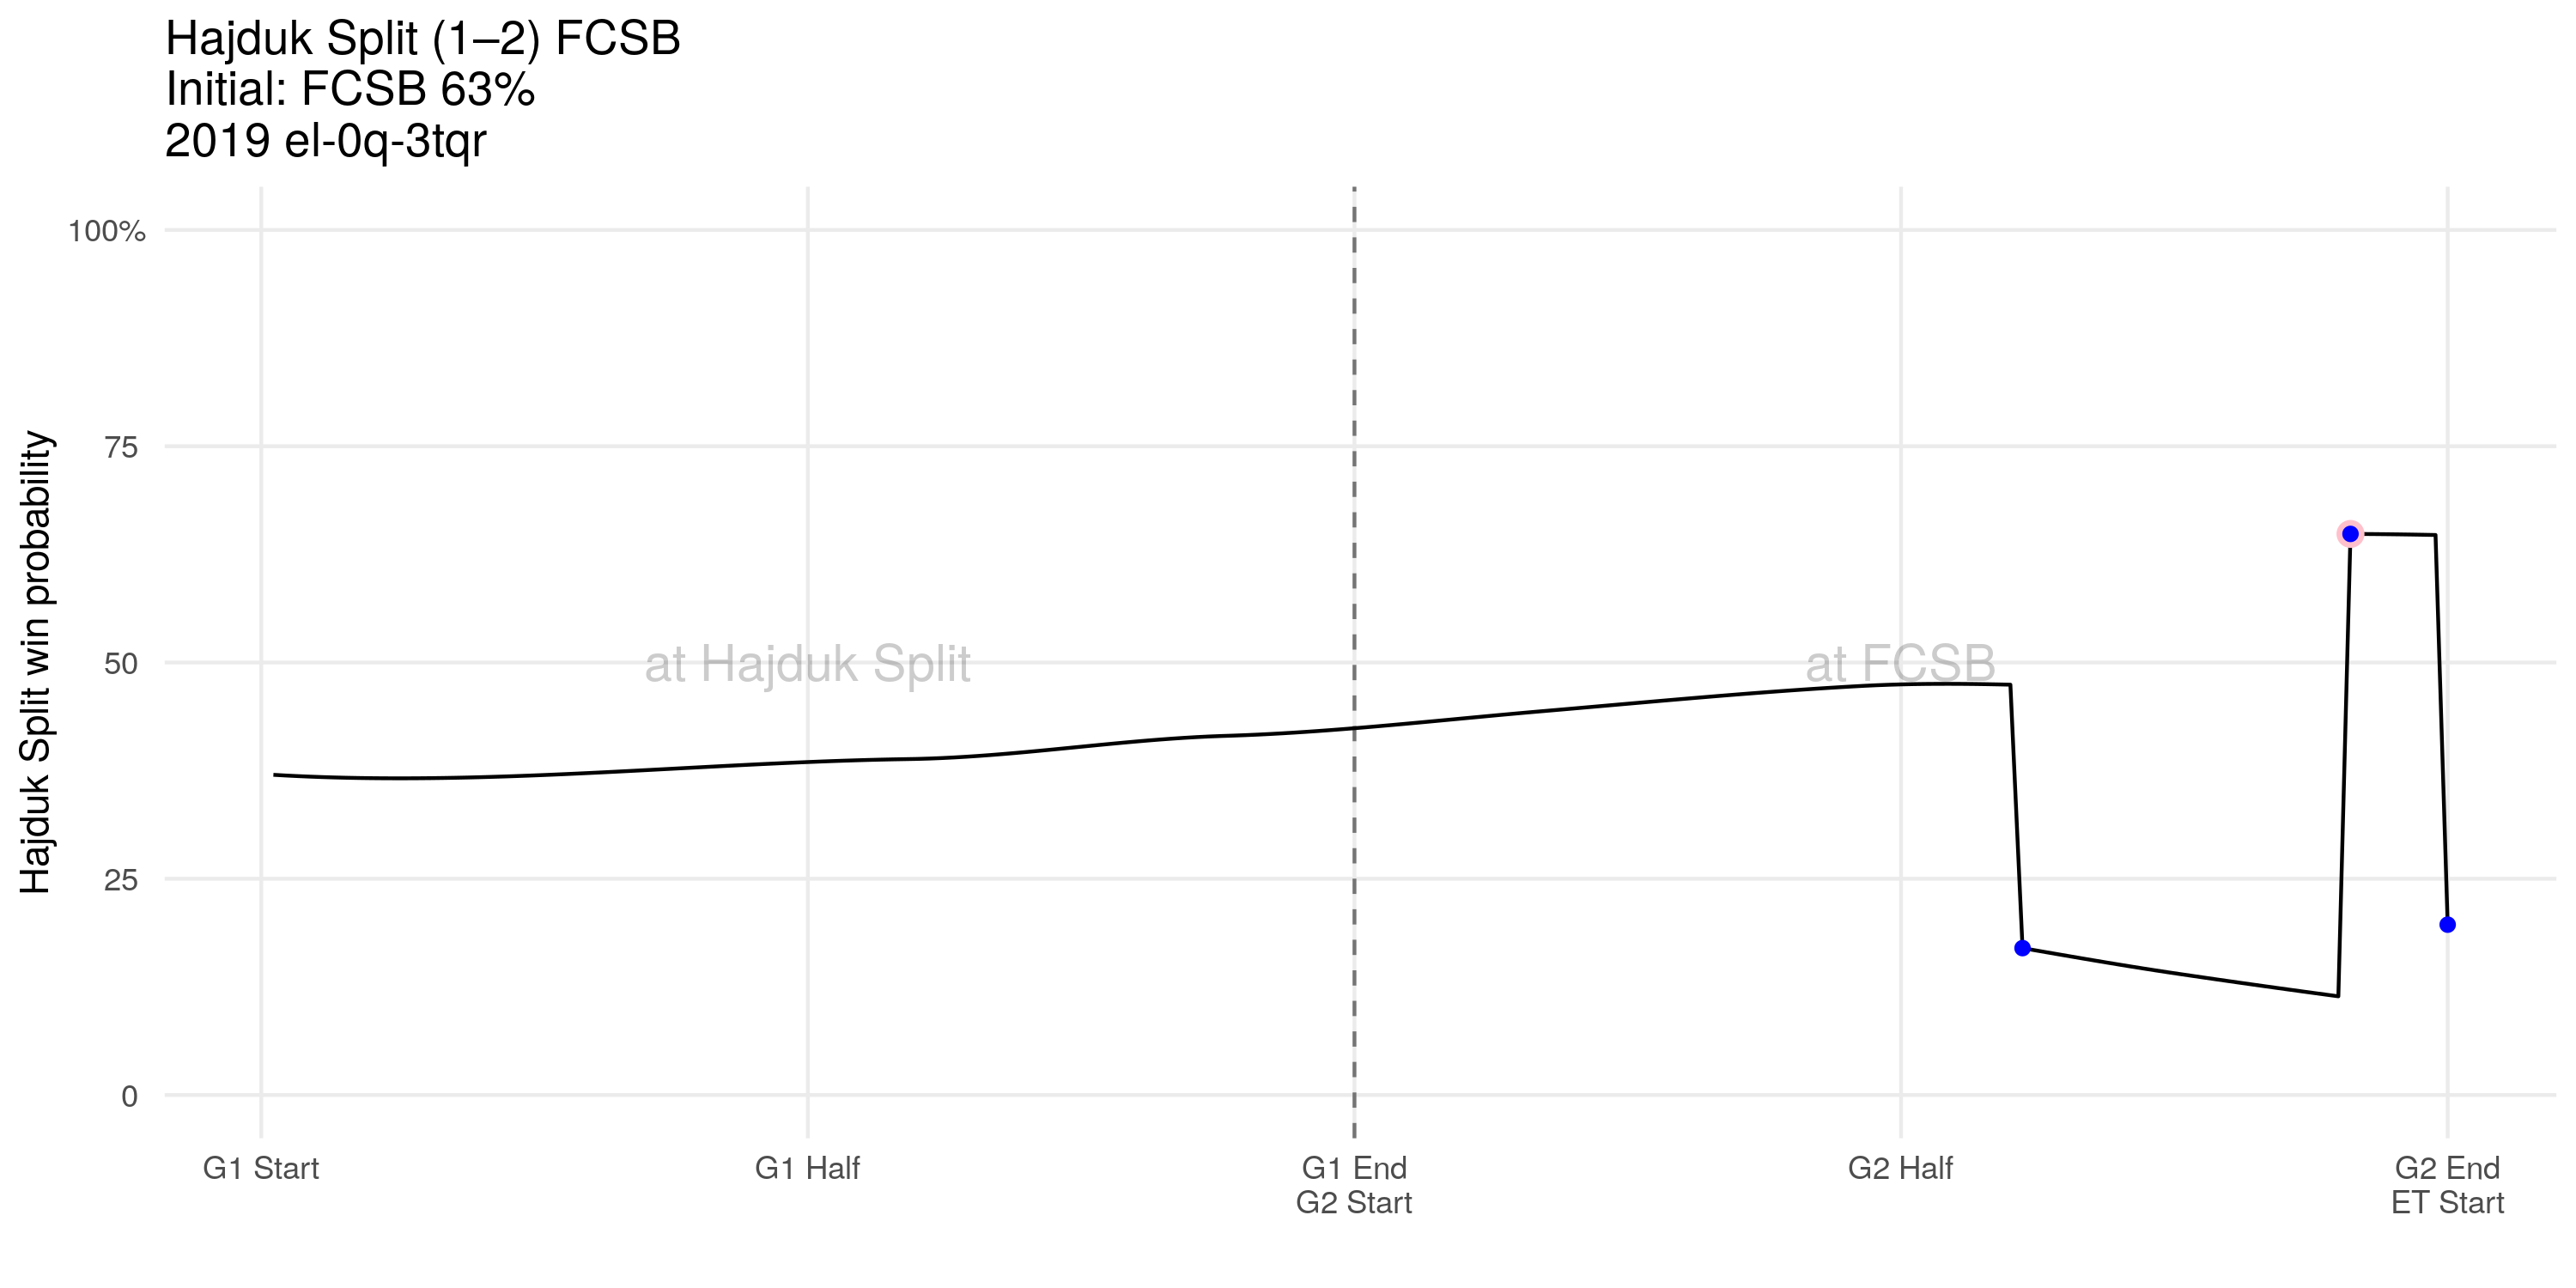 Hajduk Split (1–2) FCSB
Initial: FCSB 63%
2019 el-0q-3tqr
Hajduk Split win probability
100%
75
50
25
0
at Hajduk Split
at FCSB
G1 Start
G1 Half
G1 End
G2 Start
G2 Half
G2 End
ET Start